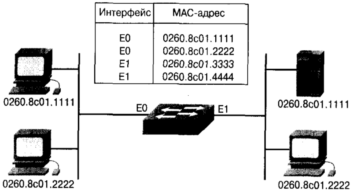 Интерфейс MAC-адрес
E0 0260.8c01.1111
E0 0260.8c01.2222
E1 0260.8c01.3333
E1 0260.8c01.4444
0260.8c01.1111
E0
E1
0260.8c01.1111
0260.8c01.2222
0260.8c01.2222